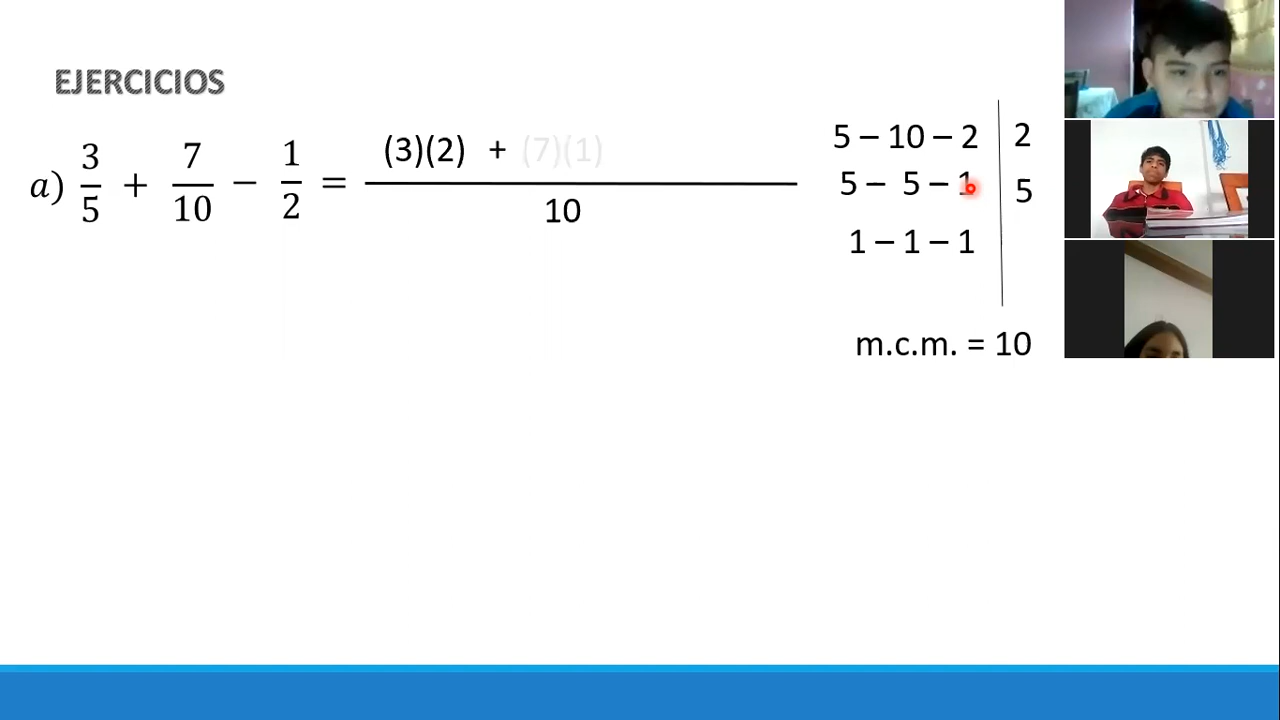 EJERCICIOS
a) 3/5 + 7/10 − 1/2 = (3)(2) + (7)(1) / 10
5 – 10 – 2 | 2
5 – 5 – 1 | 5
1 – 1 – 1
m.c.m. = 10